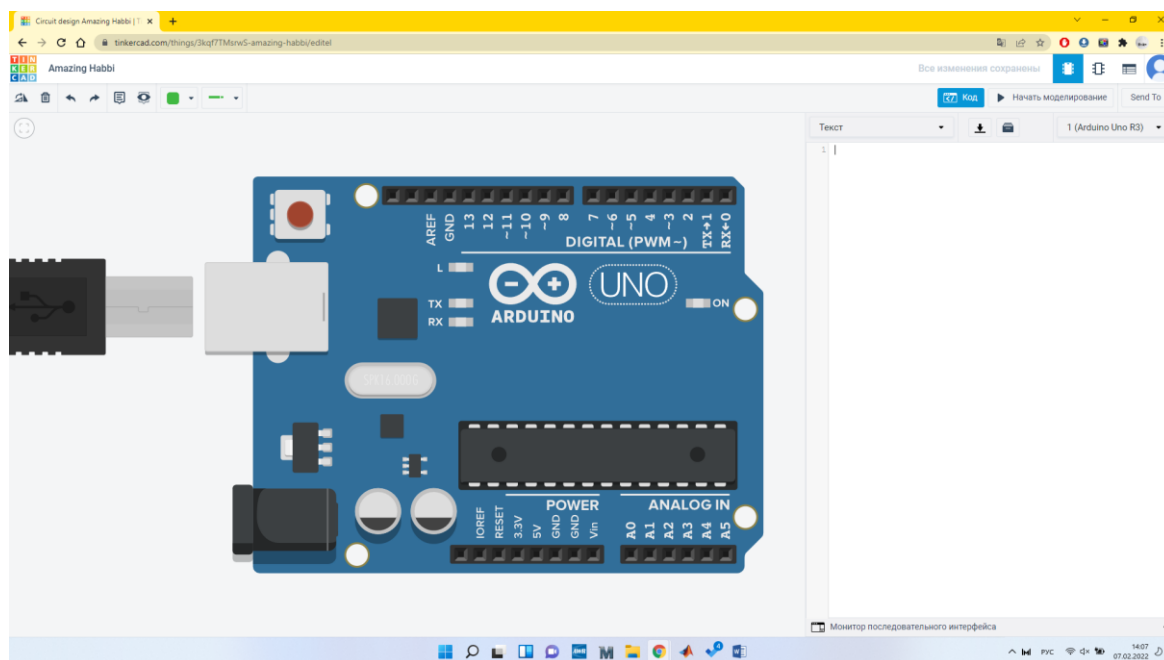 Circuit design Amazing Habbi | T
tinkercad.com/things/3kqf7TMsrwS-amazing-habbi/editel
TIN
KER
CAD
Amazing Habbi
Все изменения сохранены
Код
Начать моделирование
Send To
Текст
1 (Arduino Uno R3)
1
AREF
GND
13
12
~11
~10
~9
8
7
~6
~5
4
~3
2
TX→1
RX←0
DIGITAL (PWM~)
L
TX
RX
ARDUINO
UNO
ON
POWER
ANALOG IN
IOREF
RESET
3.3V
5V
GND
GND
Vin
A0
A1
A2
A3
A4
A5
Монитор последовательного интерфейса
РУС
14:07
07.02.2022